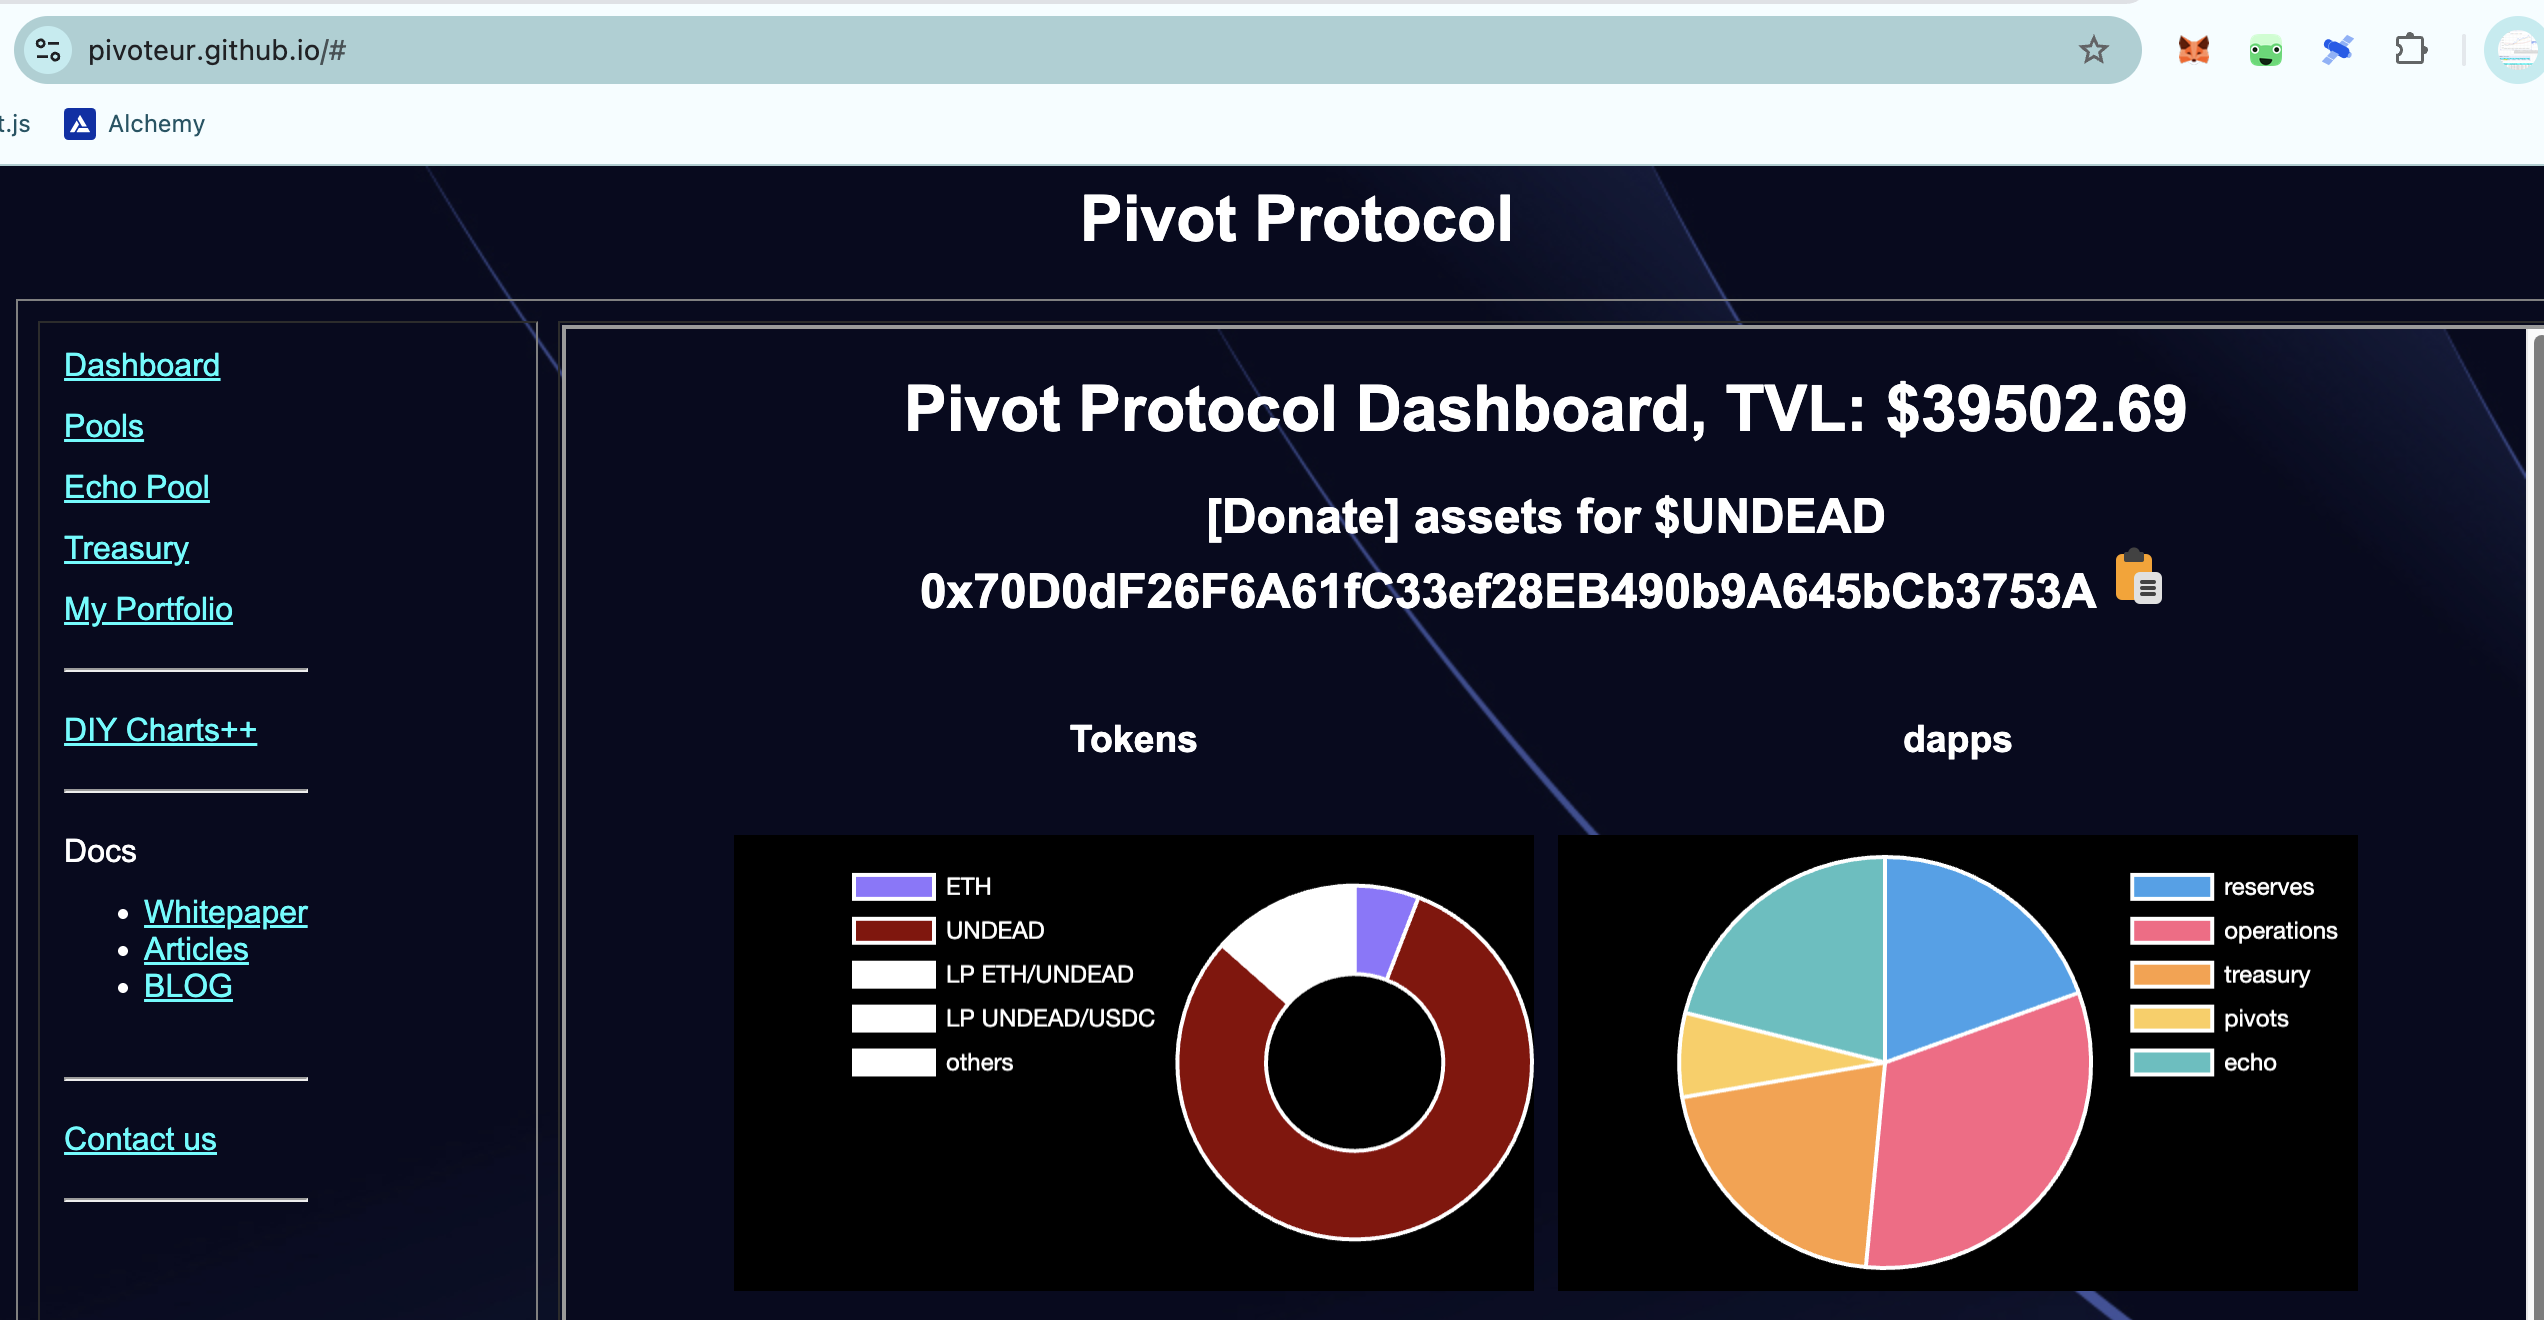 pivoteur.github.io/#
t.js
Alchemy
Pivot Protocol
Dashboard
Pools
Echo Pool
Treasury
My Portfolio
DIY Charts++
Docs
Whitepaper
Articles
BLOG
Contact us
Pivot Protocol Dashboard, TVL: $39502.69
[Donate] assets for $UNDEAD
0x70D0dF26F6A61fC33ef28EB490b9A645bCb3753A
Tokens
ETH
UNDEAD
LP ETH/UNDEAD
LP UNDEAD/USDC
others
dapps
reserves
operations
treasury
pivots
echo